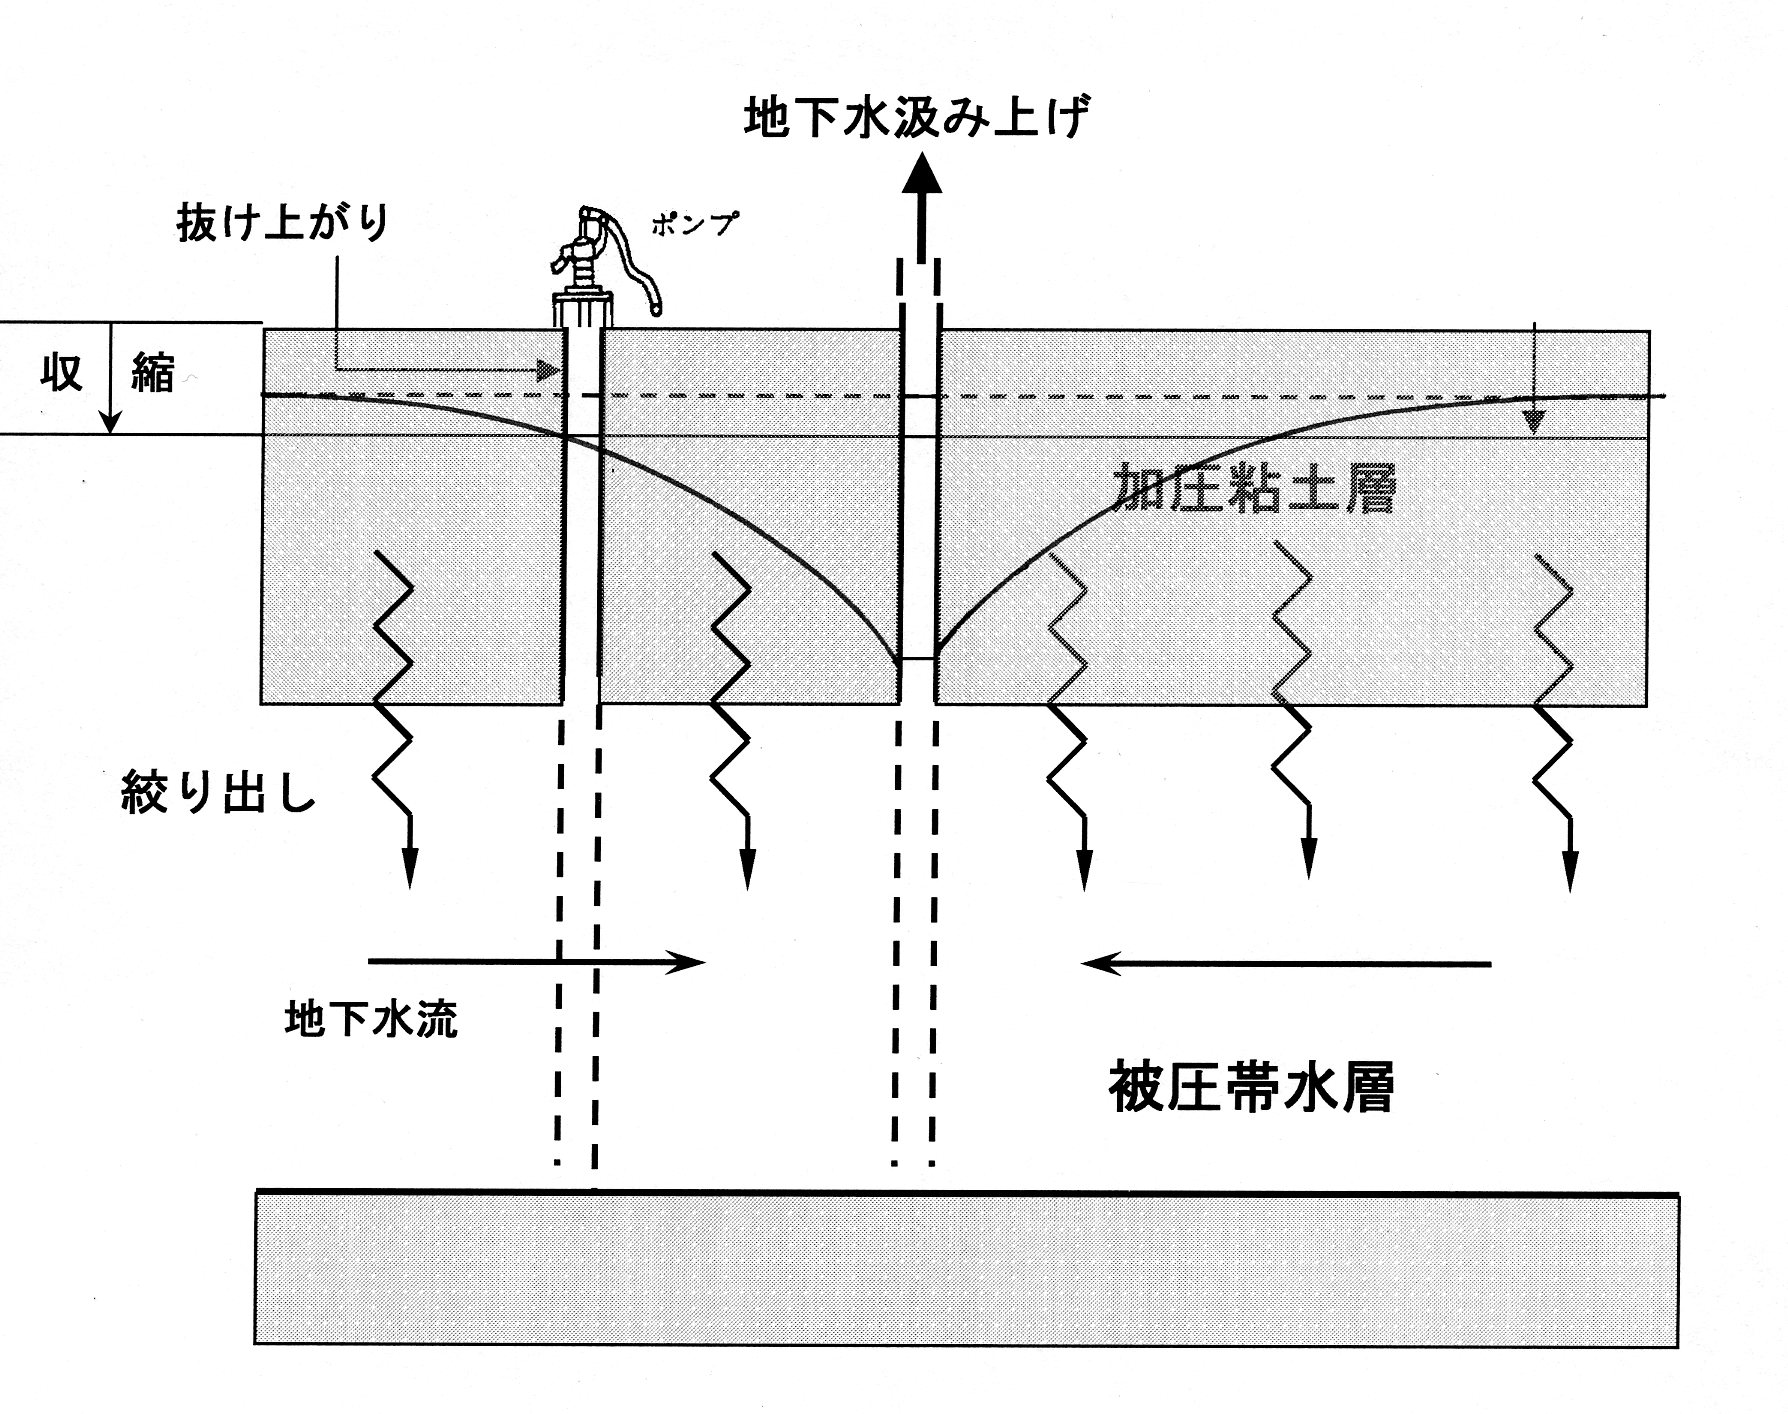 地下水汲み上げ
抜け上がり
ポンプ
収縮
加圧粘土層
絞り出し
地下水流
被圧帯水層